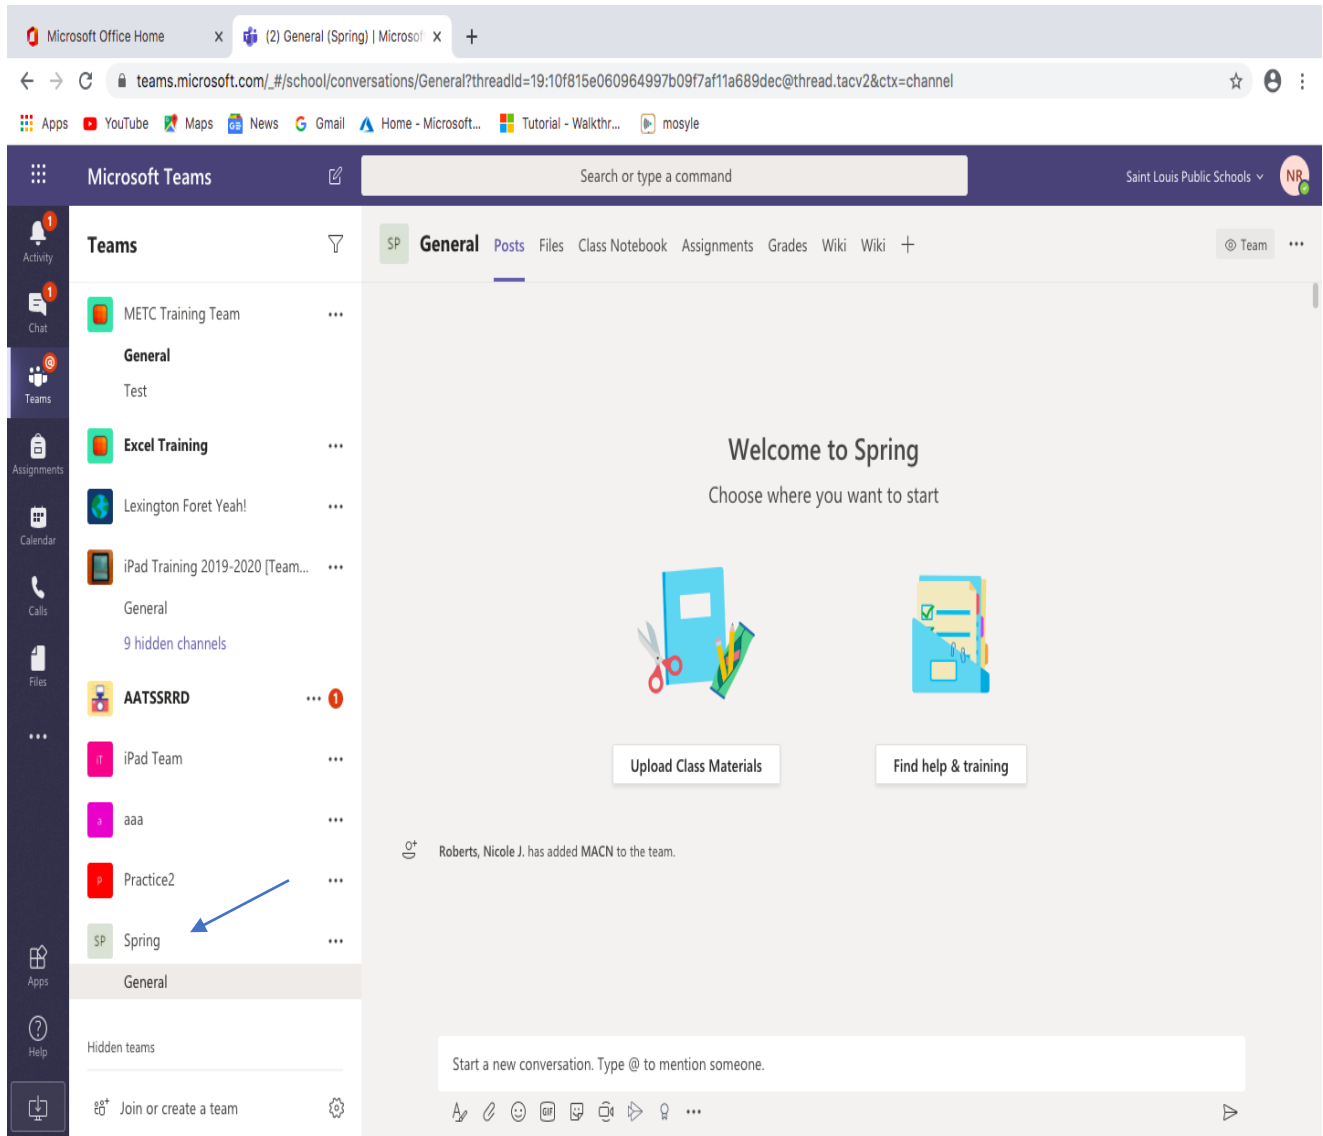 Microsoft Office Home
(2) General (Spring) | Microsof
teams.microsoft.com/_#/school/conversations/General?threadId=19:10f815e060964997b09f7af11a689dec@thread.tacv2&ctx=channel
Apps YouTube Maps News Gmail Home - Microsoft... Tutorial - Walkthr... mosyle
Microsoft Teams
Search or type a command
Saint Louis Public Schools
NR
Activity
1
Chat
1
Teams
@
Assignments
Calendar
Calls
Files
Apps
Help
Teams
METC Training Team
General
Test
Excel Training
Lexington Foret Yeah!
iPad Training 2019-2020 [Team...
General
9 hidden channels
AATSSRRD
1
iT iPad Team
a aaa
P Practice2
SP Spring
General
Hidden teams
Join or create a team
SP General Posts Files Class Notebook Assignments Grades Wiki Wiki
Team
Welcome to Spring
Choose where you want to start
Upload Class Materials
Find help & training
Roberts, Nicole J. has added MACN to the team.
Start a new conversation. Type @ to mention someone.
GIF